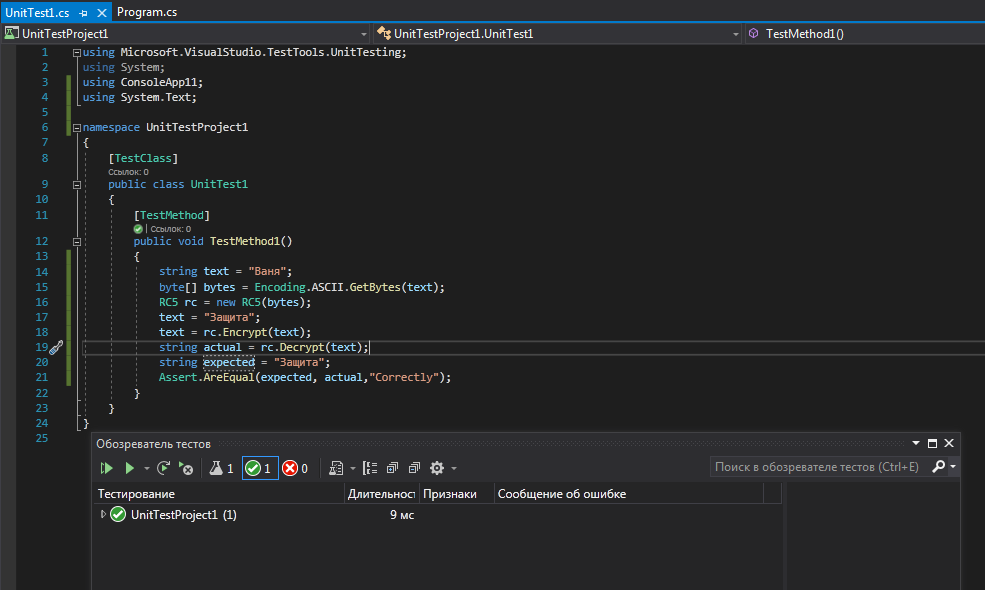 UnitTest1.cs
Program.cs
UnitTestProject1
UnitTestProject1.UnitTest1
TestMethod1()
1 using Microsoft.VisualStudio.TestTools.UnitTesting;
2 using System;
3 using ConsoleApp11;
4 using System.Text;
5
6 namespace UnitTestProject1
7 {
8 [TestClass]
Ссылок: 0
9 public class UnitTest1
10 {
11 [TestMethod]
| Ссылок: 0
12 public void TestMethod1()
13 {
14 string text = "Ваня";
15 byte[] bytes = Encoding.ASCII.GetBytes(text);
16 RC5 rc = new RC5(bytes);
17 text = "Защита";
18 text = rc.Encrypt(text);
19 string actual = rc.Decrypt(text);
20 string expected = "Защита";
21 Assert.AreEqual(expected, actual,"Correctly");
22 }
23 }
24 }
25
Обозреватель тестов
1 1 0
Поиск в обозревателе тестов (Ctrl+E)
Тестирование Длительност Признаки Сообщение об ошибке
UnitTestProject1 (1) 9 мс